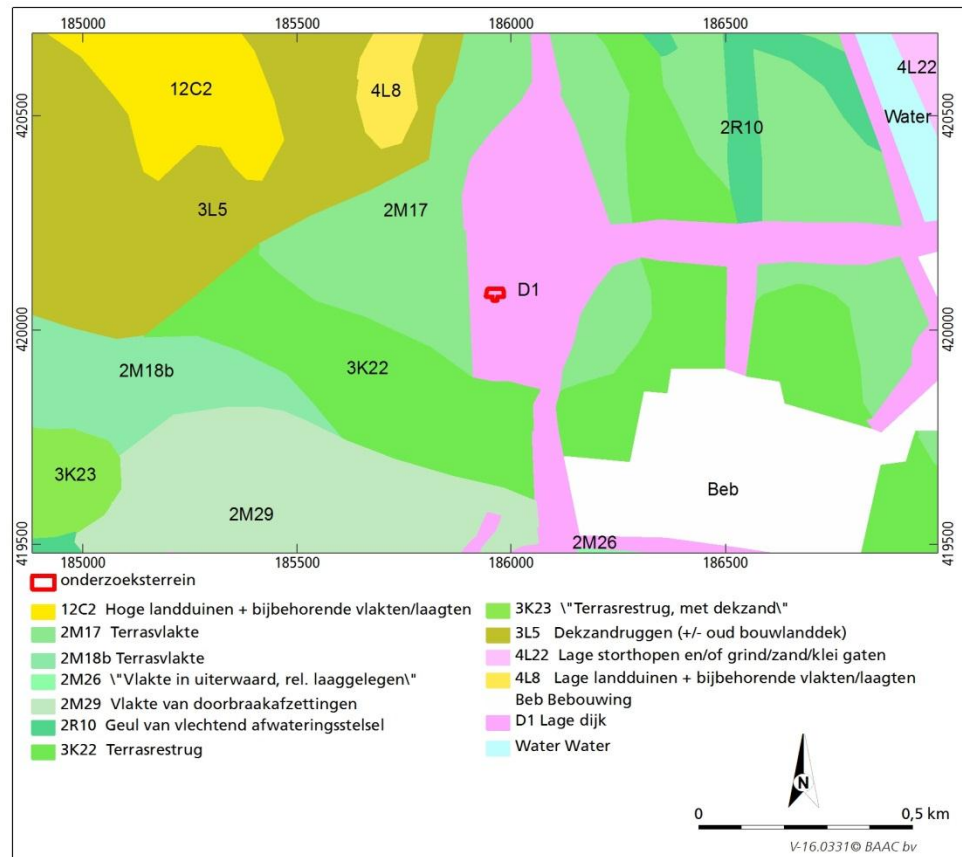 185000 185500 186000 186500
4L22
12C2
4L8
420500
420500
Water
2R10
3L5
2M17
D1
420000
420000
2M18b
3K22
3K23
Beb
2M29
2M26
419500
419500
185000 185500 186000 186500
onderzoeksterrein
12C2 Hoge landduinen + bijbehorende vlakten/laagten
2M17 Terrasvlakte
2M18b Terrasvlakte
2M26 \"Vlakte in uiterwaard, rel. laaggelegen\"
2M29 Vlakte van doorbraakafzettingen
2R10 Geul van vlechtend afwateringsstelsel
3K22 Terrasrestrug
3K23 \"Terrasrestrug, met dekzand\"
3L5 Dekzandruggen (+/- oud bouwlanddek)
4L22 Lage storthopen en/of grind/zand/klei gaten
4L8 Lage landduinen + bijbehorende vlakten/laagten
Beb Bebouwing
D1 Lage dijk
Water Water
N
0 0,5 km
V-16.0331© BAAC bv